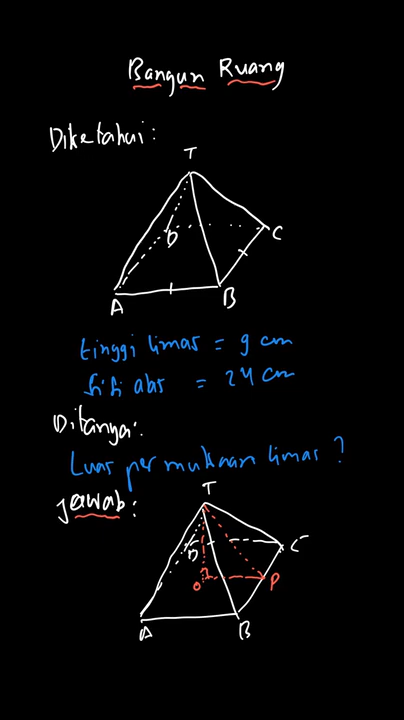 Bangun Ruang
Diketahui:
T
D
C
A
B
tinggi limas = 9 cm
sisi alas = 24 cm
Ditanya:
Luas permukaan limas ?
Jawab:
T
D
C
O
P
A
B